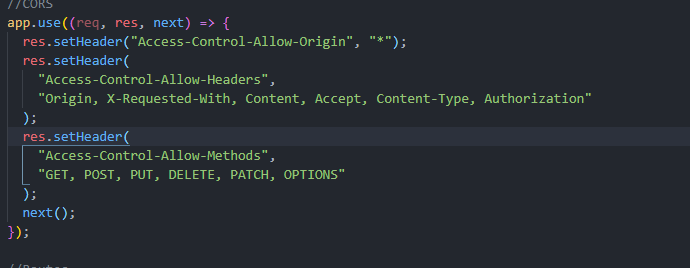 //CORS
app.use((req, res, next) => {
res.setHeader("Access-Control-Allow-Origin", "*");
res.setHeader(
"Access-Control-Allow-Headers",
"Origin, X-Requested-With, Content, Accept, Content-Type, Authorization"
);
res.setHeader(
"Access-Control-Allow-Methods",
"GET, POST, PUT, DELETE, PATCH, OPTIONS"
);
next();
});